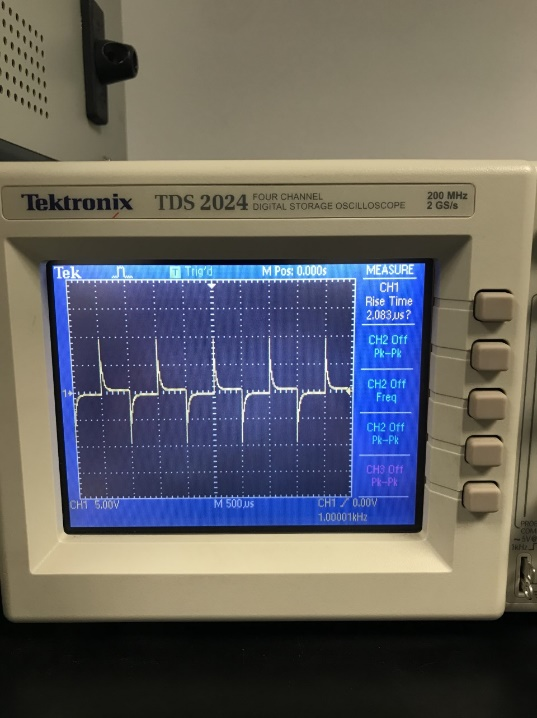 Tektronix TDS 2024 FOUR CHANNEL 200 MHz
DIGITAL STORAGE OSCILLOSCOPE 2 GS/s
Tek T Trig'd M Pos: 0.000s MEASURE
CH1
Rise Time
2.083µs?
CH2 Off
Pk-Pk
CH2 Off
Freq
CH2 Off
Pk-Pk
CH3 Off
Pk-Pk
1
CH1 5.00V M 500µs CH1 0.00V
1.00001kHz